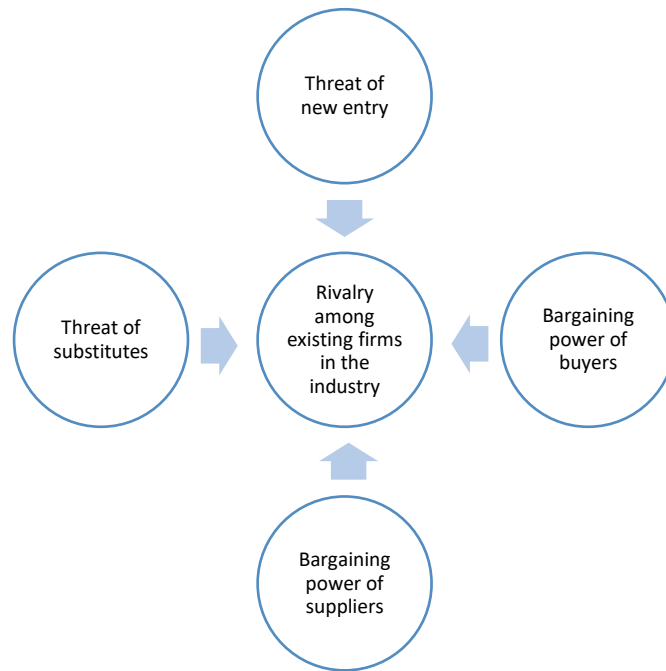 Threat of
new entry
Threat of
substitutes
Rivalry
among
existing firms
in the
industry
Bargaining
power of
buyers
Bargaining
power of
suppliers